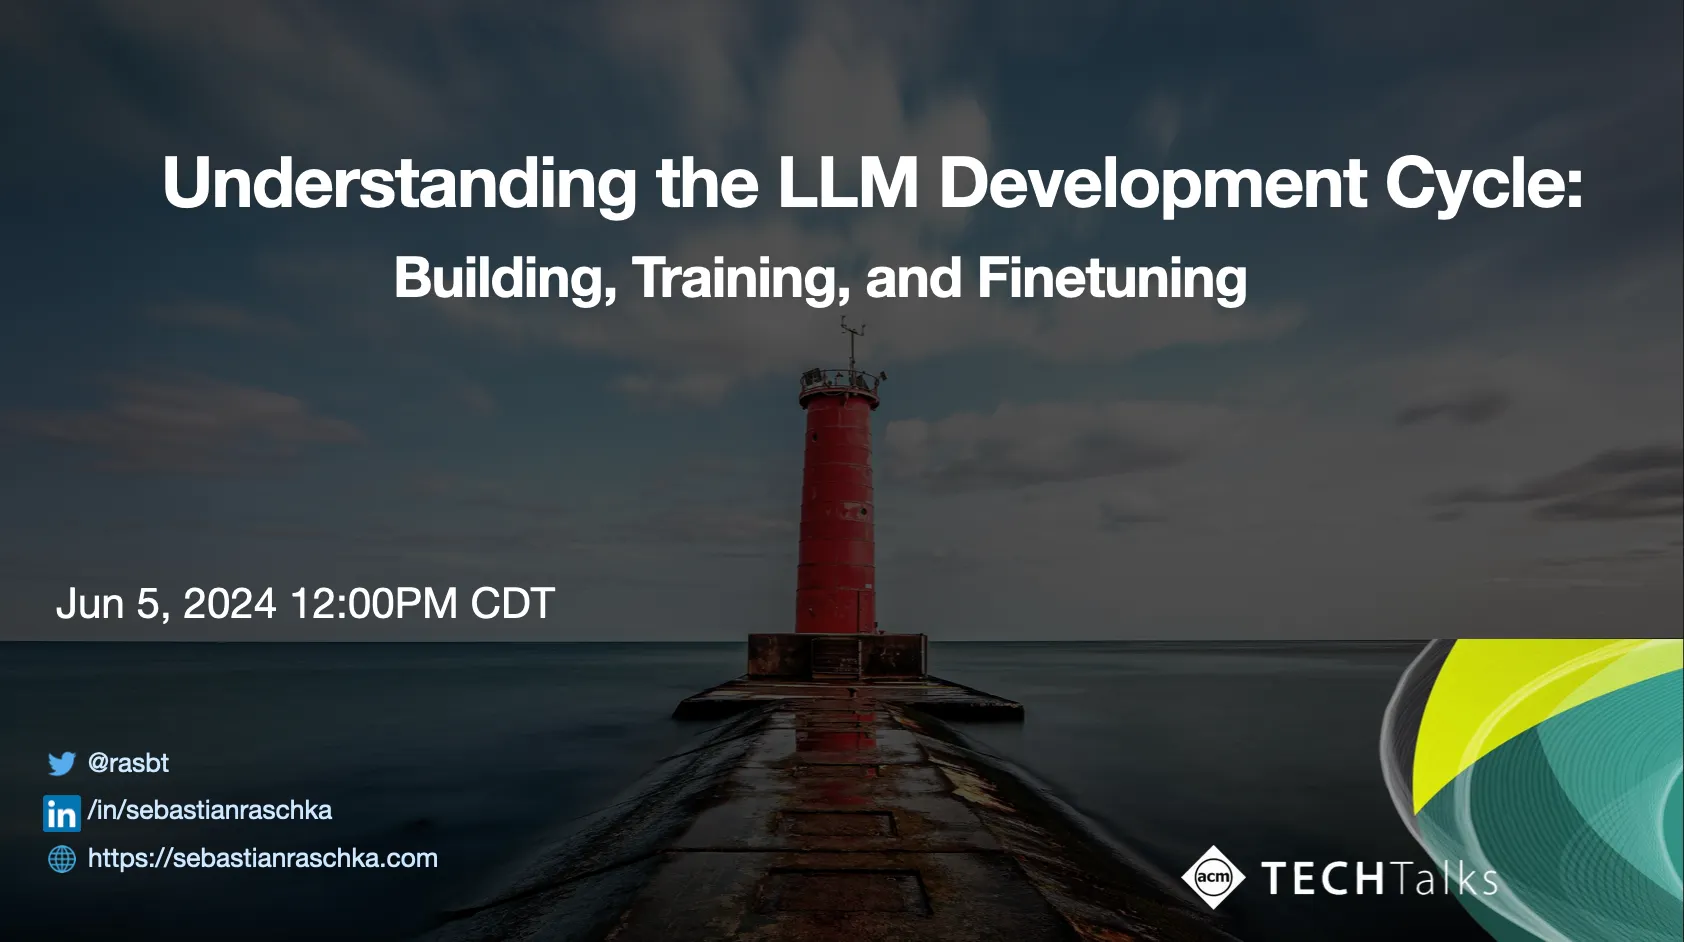 Understanding the LLM Development Cycle:
Building, Training, and Finetuning
Jun 5, 2024 12:00PM CDT
@rasbt
in /in/sebastianraschka
https://sebastianraschka.com
acm TECHTalks